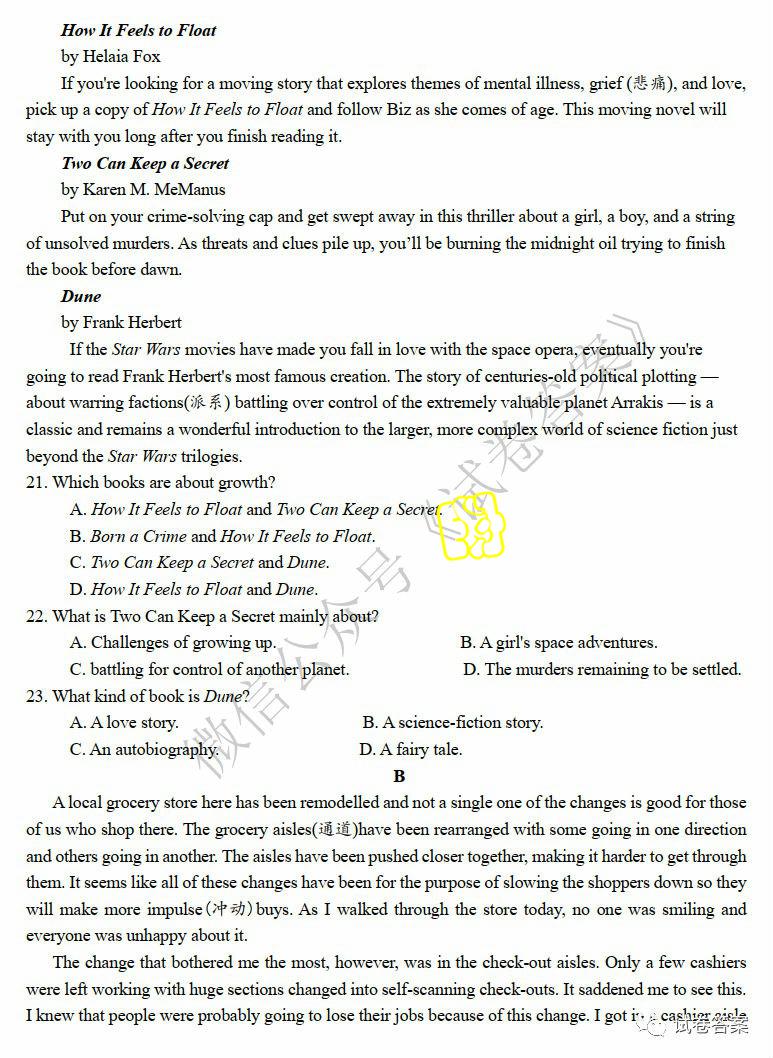 How It Feels to Float
by Helaia Fox
If you're looking for a moving story that explores themes of mental illness, grief (悲痛), and love,
pick up a copy of How It Feels to Float and follow Biz as she comes of age. This moving novel will
stay with you long after you finish reading it.
Two Can Keep a Secret
by Karen M. MeManus
Put on your crime-solving cap and get swept away in this thriller about a girl, a boy, and a string
of unsolved murders. As threats and clues pile up, you’ll be burning the midnight oil trying to finish
the book before dawn.
Dune
by Frank Herbert
If the Star Wars movies have made you fall in love with the space opera, eventually you're
going to read Frank Herbert's most famous creation. The story of centuries-old political plotting —
about warring factions(派系) battling over control of the extremely valuable planet Arrakis — is a
classic and remains a wonderful introduction to the larger, more complex world of science fiction just
beyond the Star Wars trilogies.
21. Which books are about growth?
A. How It Feels to Float and Two Can Keep a Secret.
B. Born a Crime and How It Feels to Float.
C. Two Can Keep a Secret and Dune.
D. How It Feels to Float and Dune.
22. What is Two Can Keep a Secret mainly about?
A. Challenges of growing up. B. A girl's space adventures.
C. battling for control of another planet. D. The murders remaining to be settled.
23. What kind of book is Dune?
A. A love story. B. A science-fiction story.
C. An autobiography. D. A fairy tale.
B
A local grocery store here has been remodelled and not a single one of the changes is good for those
of us who shop there. The grocery aisles(通道)have been rearranged with some going in one direction
and others going in another. The aisles have been pushed closer together, making it harder to get through
them. It seems like all of these changes have been for the purpose of slowing the shoppers down so they
will make more impulse(冲动)buys. As I walked through the store today, no one was smiling and
everyone was unhappy about it.
The change that bothered me the most, however, was in the check-out aisles. Only a few cashiers
were left working with huge sections changed into self-scanning check-outs. It saddened me to see this.
I knew that people were probably going to lose their jobs because of this change. I got cashier aisle
微信公众号《试卷答案》
试卷答案